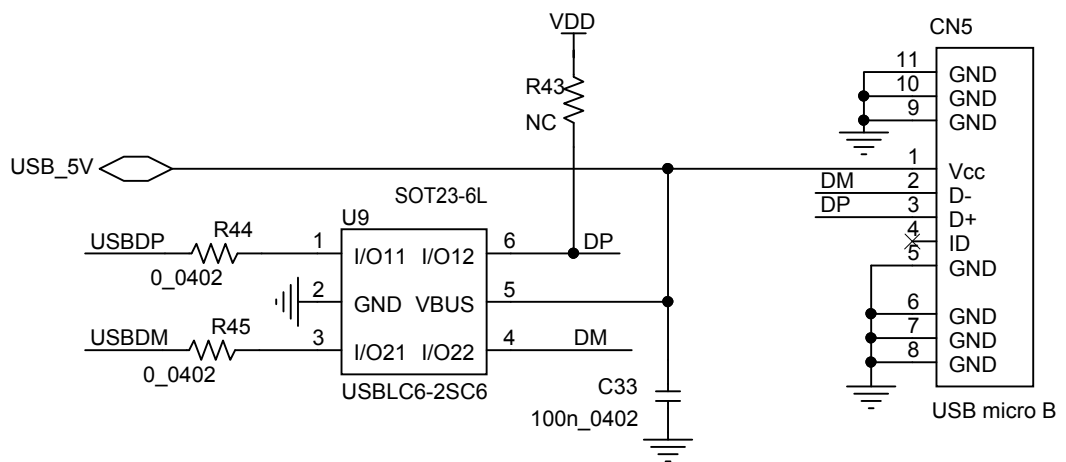 VDD
CN5
R43
NC
11 GND
10 GND
9 GND
USB_5V
1 Vcc
DM 2 D-
DP 3 D+
4 ID
5 GND
6 GND
7 GND
8 GND
USB micro B
SOT23-6L
U9
USBDP R44 1 I/O11 I/O12 6 DP
0_0402
2 GND VBUS 5
USBDM R45 3 I/O21 I/O22 4 DM
0_0402
USBLC6-2SC6
C33
100n_0402